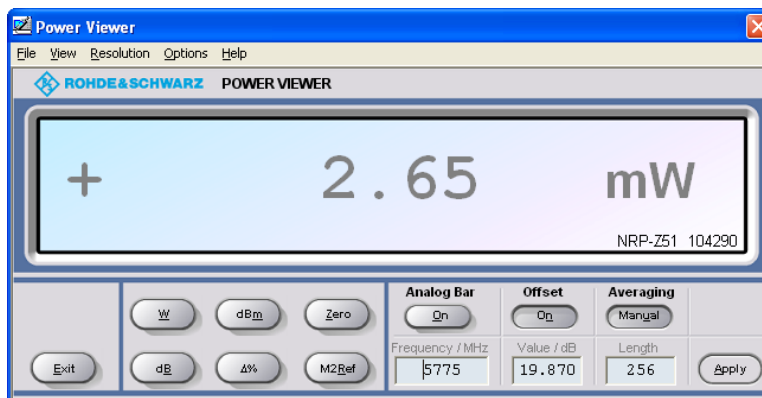 Power Viewer
File View Resolution Options Help
ROHDE&SCHWARZ POWER VIEWER
+ 2.65 mW
NRP-Z51 104290
Analog Bar Offset Averaging
W dBm Zero On On Manual
Frequency / MHz Value / dB Length
Exit dB Δ% M2Ref 5775 19.870 256 Apply